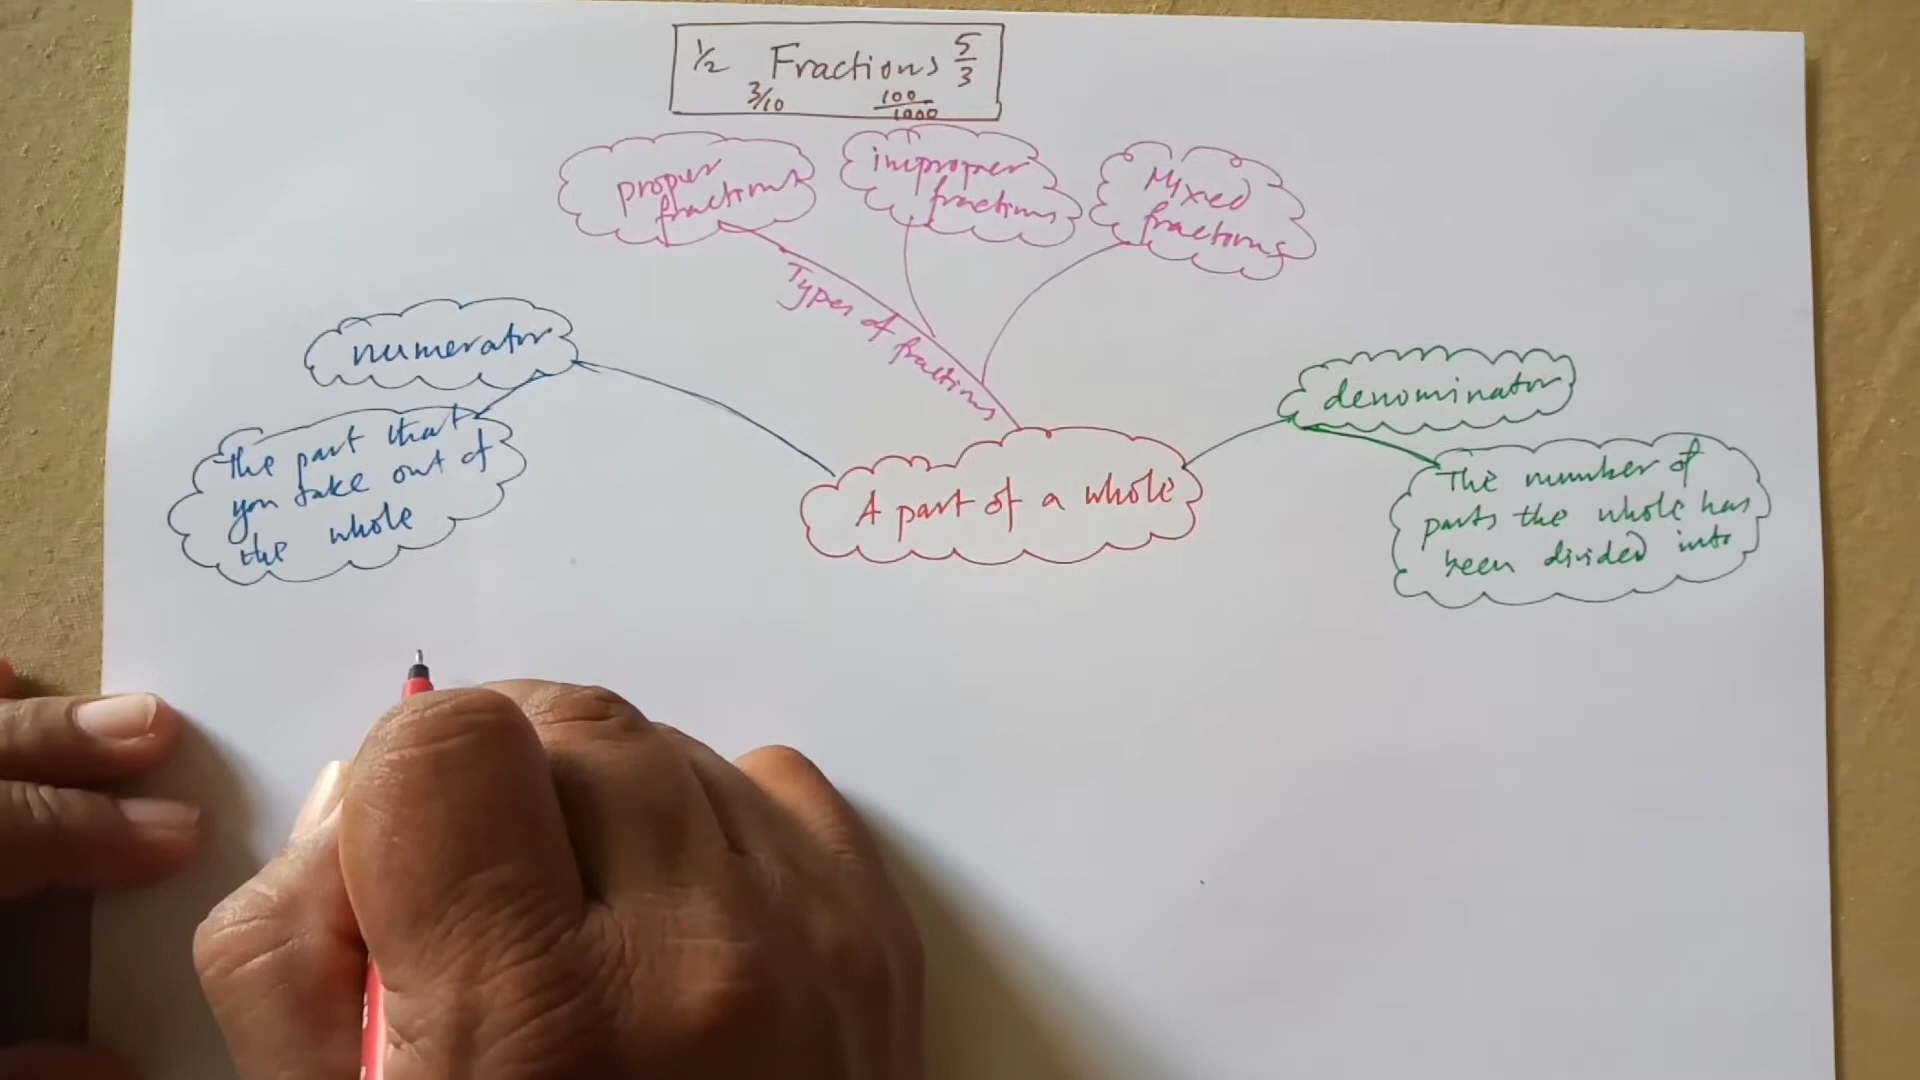 1/2 Fractions 5/3
3/10 100/1000
proper
fractions
improper
fractions
Mixed
fractions
Types of fractions
numerator
The part that
you take out of
the whole
A part of a whole
denominator
The number of
parts the whole has
been divided into